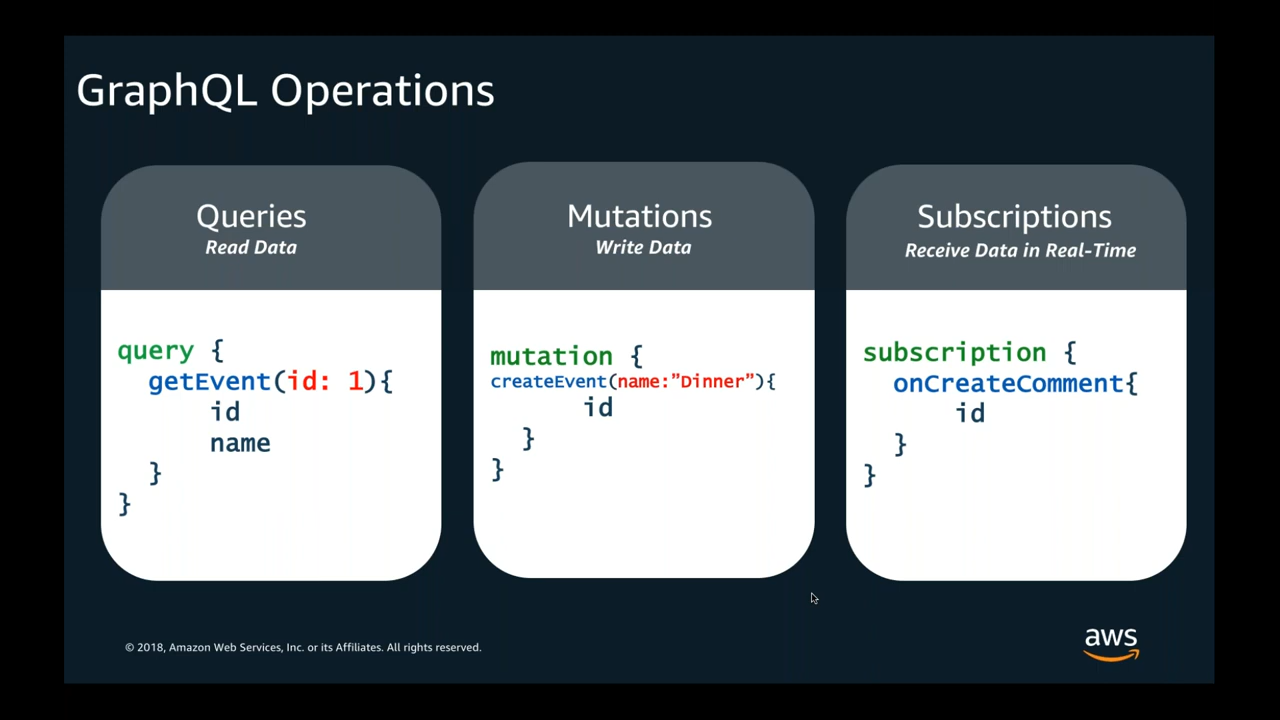 GraphQL Operations
Queries
Read Data
query {
getEvent(id: 1){
id
name
}
}
Mutations
Write Data
mutation {
createEvent(name:”Dinner”){
id
}
}
Subscriptions
Receive Data in Real-Time
subscription {
onCreateComment{
id
}
}
© 2018, Amazon Web Services, Inc. or its Affiliates. All rights reserved.
aws